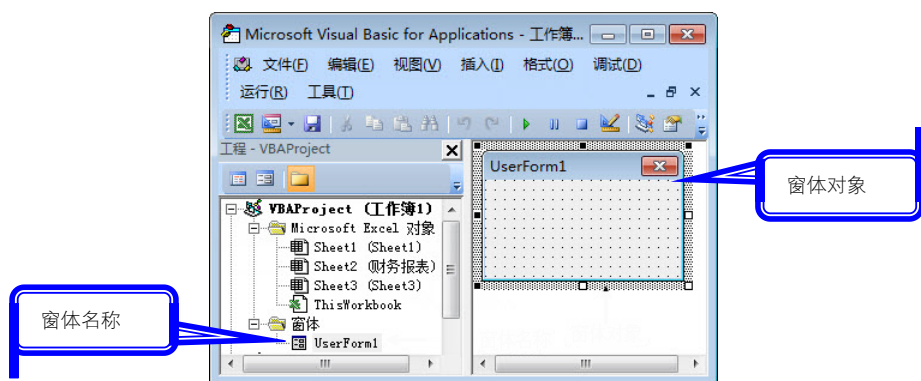 Microsoft Visual Basic for Applications - 工作簿...
文件(F) 编辑(E) 视图(V) 插入(I) 格式(O) 调试(D)
运行(R) 工具(T)
工程 - VBAProject
VBAProject (工作簿1)
Microsoft Excel 对象
Sheet1 (Sheet1)
Sheet2 (财务报表)
Sheet3 (Sheet3)
ThisWorkbook
窗体
UserForm1
UserForm1
窗体对象
窗体名称